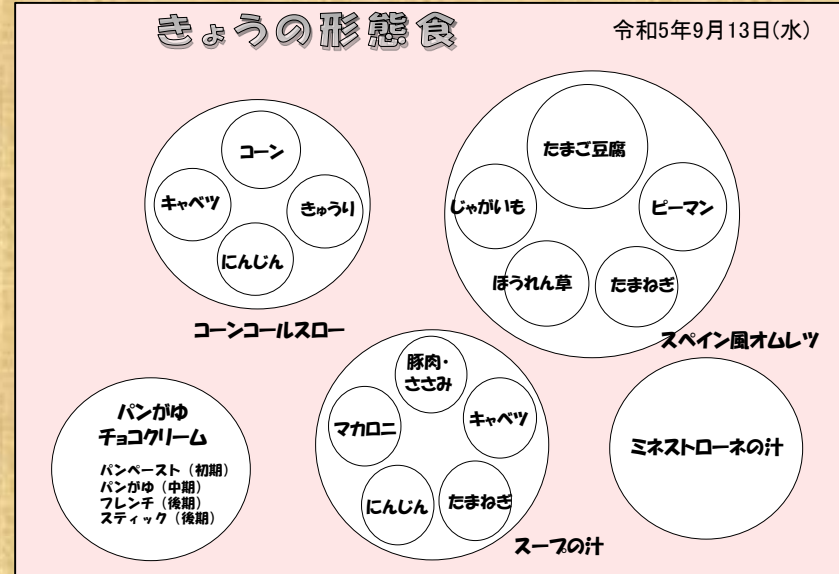 きょうの形態食
令和5年9月13日(水)
コーン
キャベツ
きゅうり
にんじん
コーンコールスロー
たまご豆腐
じゃがいも
ピーマン
ほうれん草
たまねぎ
スペイン風オムレツ
パンがゆ
チョコクリーム
パンペースト（初期）
パンがゆ（中期）
フレンチ（後期）
スティック（後期）
豚肉・
ささみ
マカロニ
キャベツ
にんじん
たまねぎ
スープの汁
ミネストローネの汁